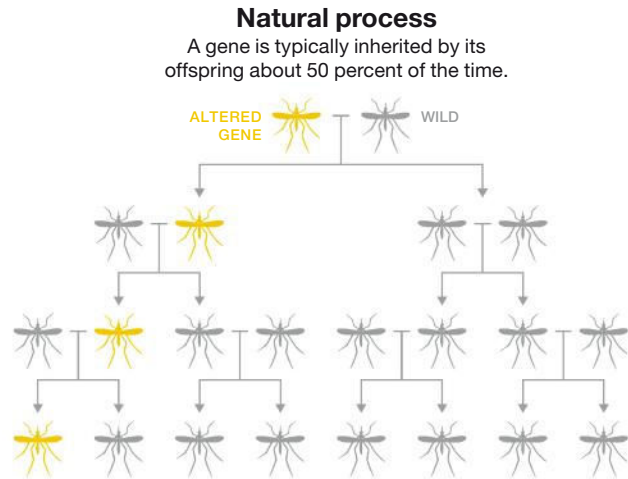 Natural process
A gene is typically inherited by its
offspring about 50 percent of the time.
ALTERED
GENE
WILD